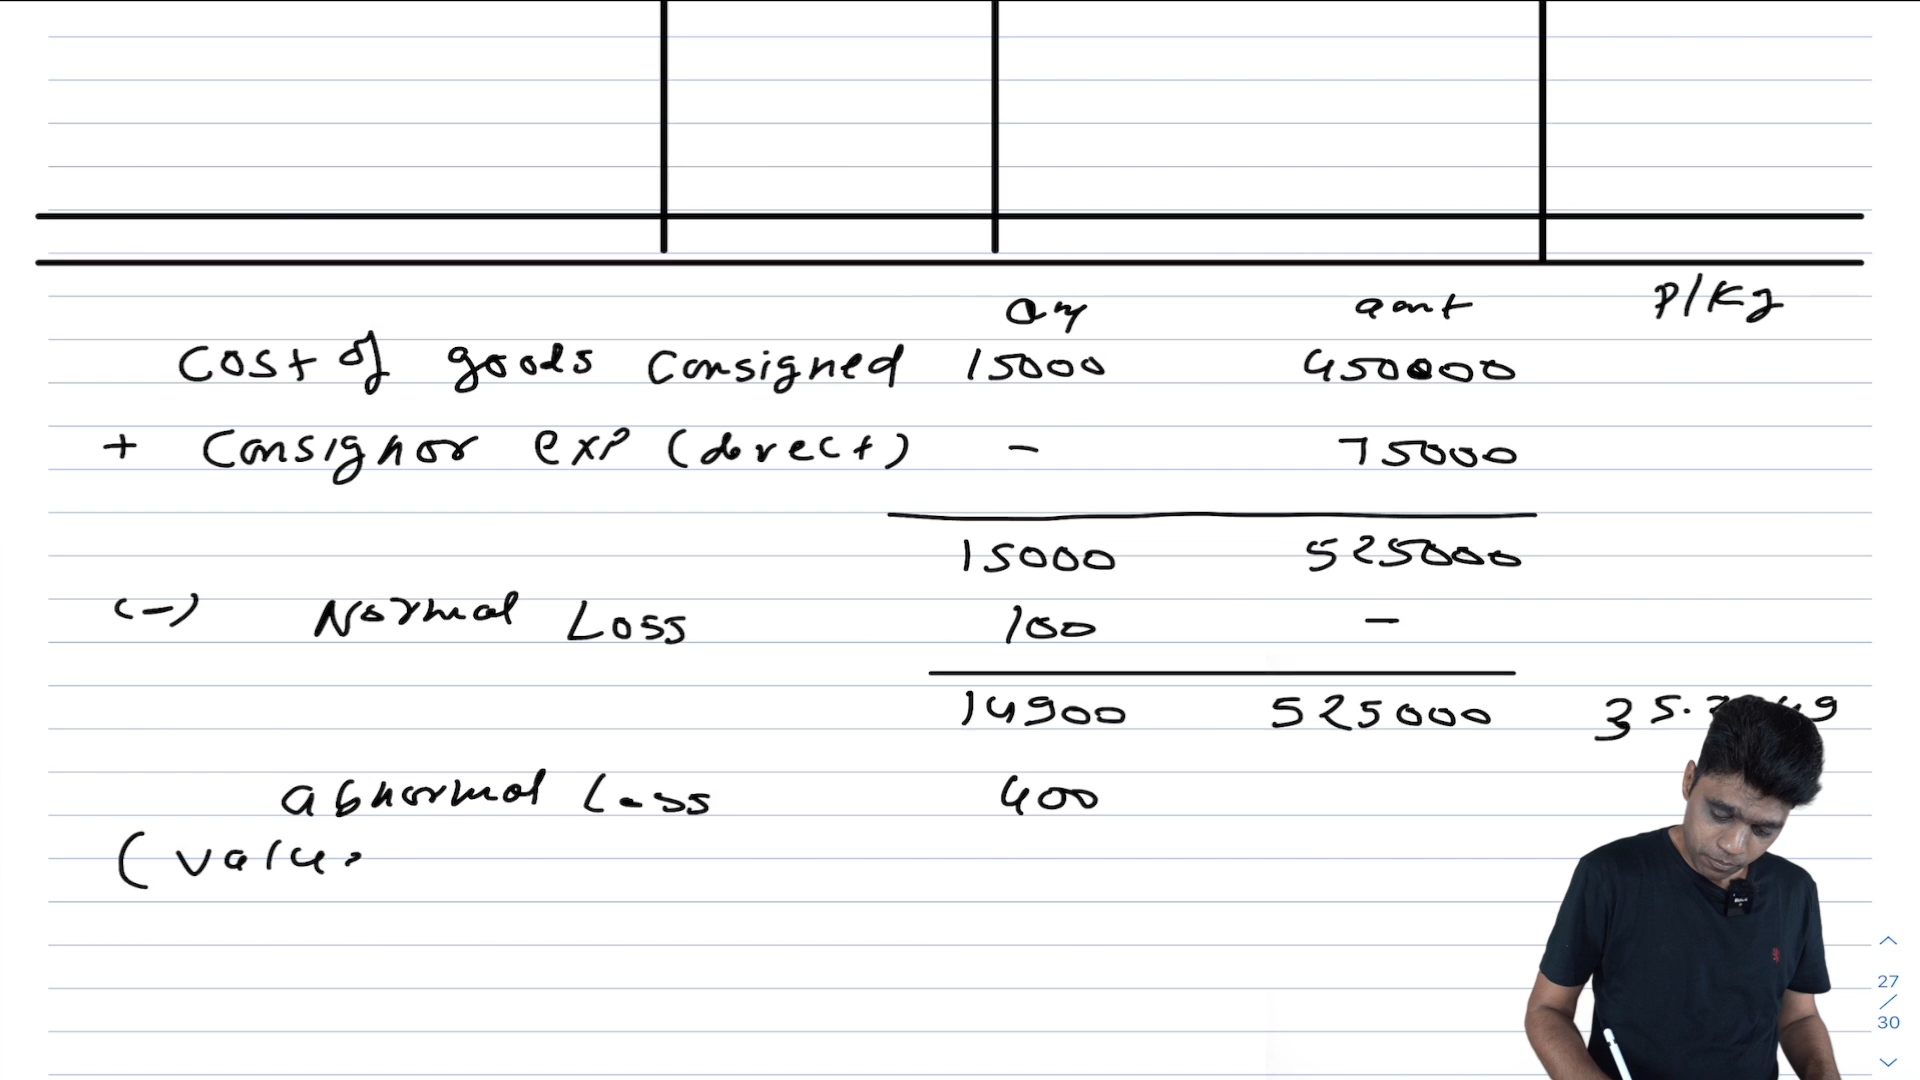 Qty amt P/Kg
Cost of goods Consigned 15000 450000
+ Consignor exp (direct) - 75000
15000 525000
(-) Normal Loss 100 -
14900 525000
abnormal Loss 400
(value
27
/
30